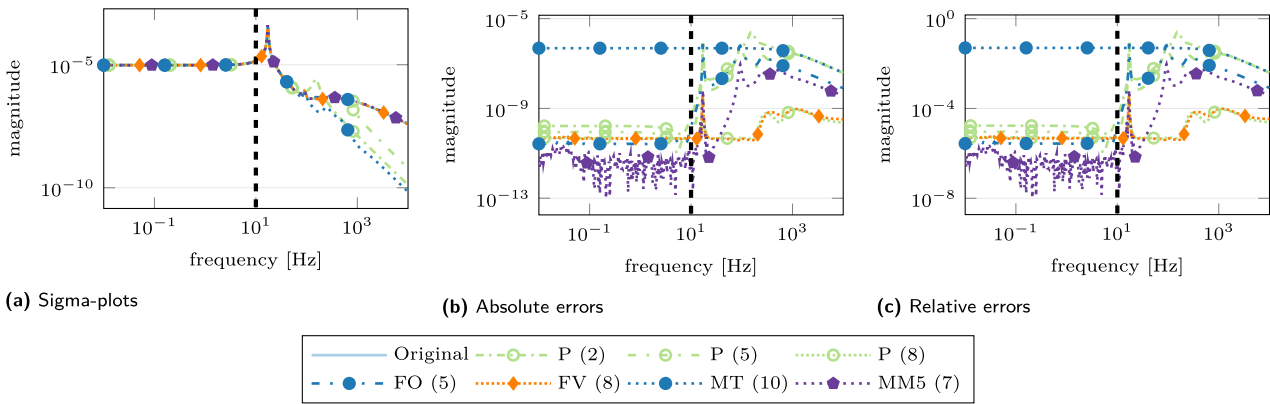 magnitude
10^−5
10^−10
10^−1
10^1
10^3
frequency [Hz]
(a) Sigma-plots
magnitude
10^−5
10^−9
10^−13
10^−1
10^1
10^3
frequency [Hz]
(b) Absolute errors
magnitude
10^0
10^−4
10^−8
10^−1
10^1
10^3
frequency [Hz]
(c) Relative errors
Original P (2) P (5) P (8)
FO (5) FV (8) MT (10) MM5 (7)